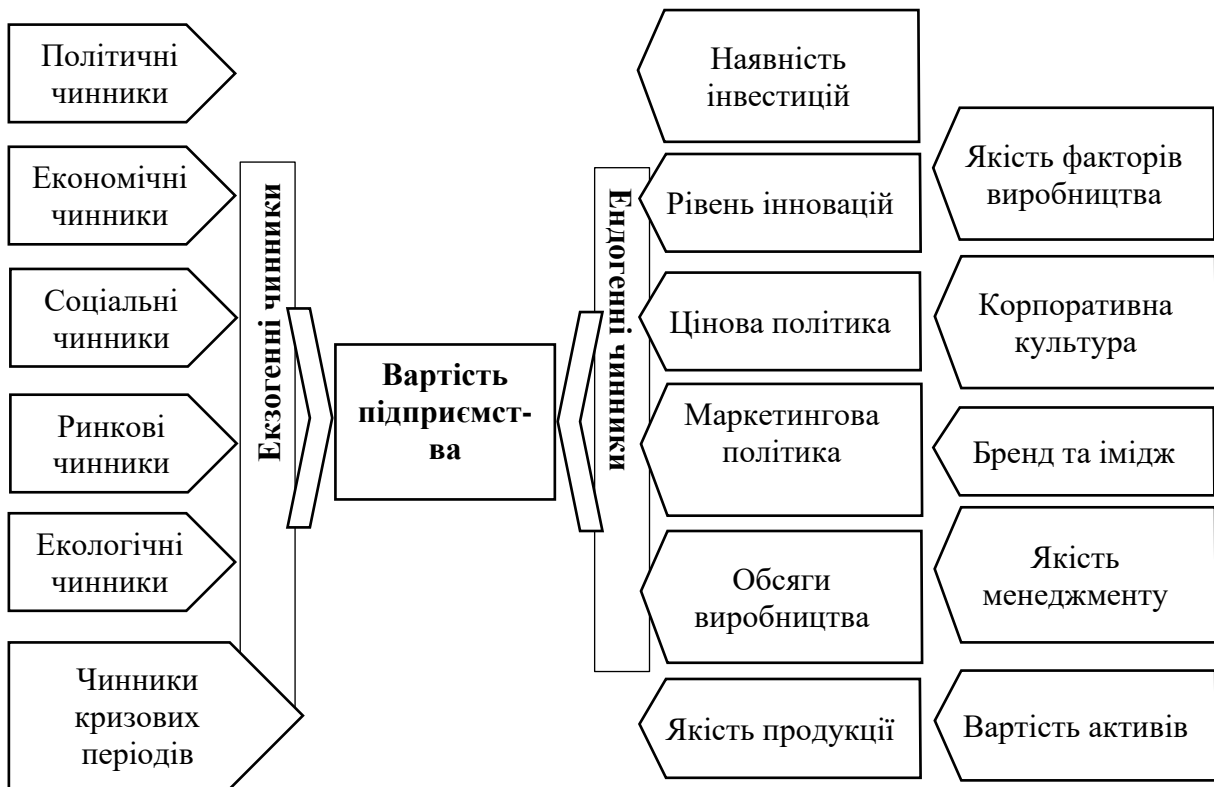 Політичні
чинники
Економічні
чинники
Соціальні
чинники
Ринкові
чинники
Екологічні
чинники
Чинники
кризових
періодів
Екзогенні чинники
Вартість
підприємст-
ва
Ендогенні чинники
Наявність
інвестицій
Рівень інновацій
Цінова політика
Маркетингова
політика
Обсяги
виробництва
Якість продукції
Якість факторів
виробництва
Корпоративна
культура
Бренд та імідж
Якість
менеджменту
Вартість активів